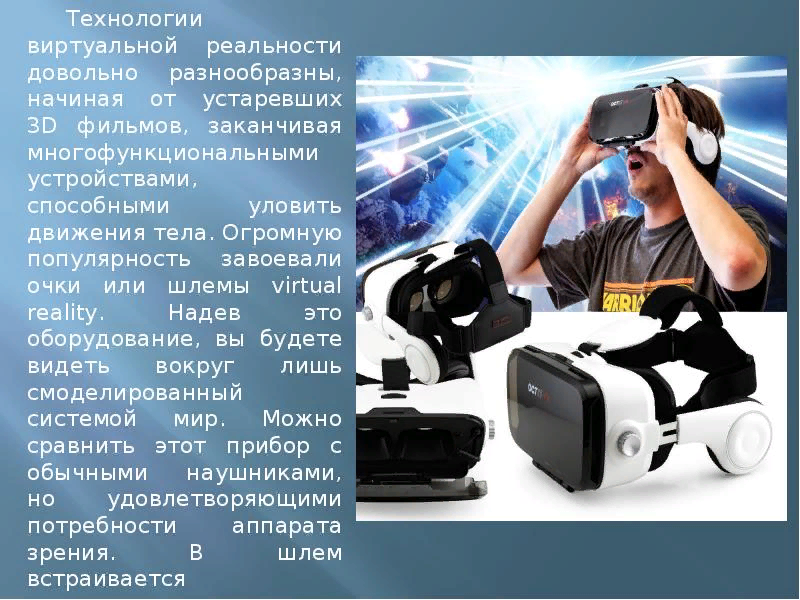 Технологии
виртуальной реальности
довольно разнообразны,
начиная от устаревших
3D фильмов, заканчивая
многофункциональными
устройствами,
способными уловить
движения тела. Огромную
популярность завоевали
очки или шлемы virtual
reality. Надев это
оборудование, вы будете
видеть вокруг лишь
смоделированный
системой мир. Можно
сравнить этот прибор с
обычными наушниками,
но удовлетворяющими
потребности аппарата
зрения. В шлем
встраивается